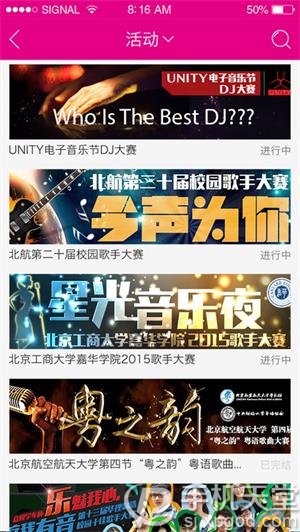 SIGNAL 8:16 AM 50%
活动
UNITY电子音乐节
DJ大赛
UNITY
Who Is The Best DJ???
UNITY电子音乐节DJ大赛 进行中
北航第二十届校园歌手大赛
今声为你
北航第二十届校园歌手大赛 进行中
星光音乐夜
北京工商大学嘉华学院2015歌手大赛
北京工商大学嘉华学院2015歌手大赛 进行中
粤之韵
北京航空航天大学 第四
“粤之韵”粤语歌曲大赛
北京航空航天大学第四节“粤之韵”粤语歌曲... 已完结
乐魅我心,
手机天堂